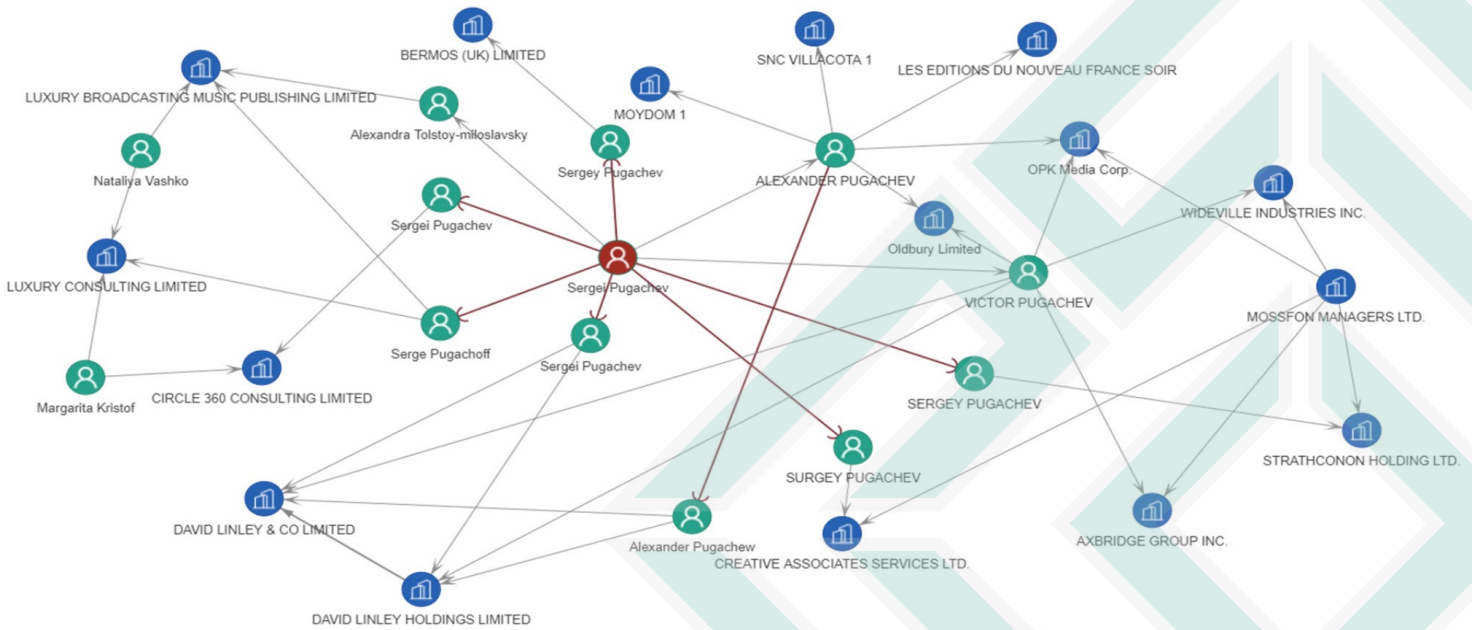 BERMOS (UK) LIMITED
SNC VILLACOTA 1
LES EDITIONS DU NOUVEAU FRANCE SOIR
LUXURY BROADCASTING MUSIC PUBLISHING LIMITED
MOYDOM 1
Alexandra Tolstoy-miloslavsky
Nataliya Vashko
Sergey Pugachev
ALEXANDER PUGACHEV
OPK Media Corp.
Sergei Pugachev
WIDEVILLE INDUSTRIES INC.
Oldbury Limited
LUXURY CONSULTING LIMITED
Sergei Pugachev
VICTOR PUGACHEV
MOSSFON MANAGERS LTD.
Serge Pugachoff
Sergei Pugachev
Margarita Kristof
CIRCLE 360 CONSULTING LIMITED
SERGEY PUGACHEV
STRATHCONON HOLDING LTD.
SURGEY PUGACHEV
DAVID LINLEY & CO LIMITED
Alexander Pugachew
AXBRIDGE GROUP INC.
CREATIVE ASSOCIATES SERVICES LTD.
DAVID LINLEY HOLDINGS LIMITED